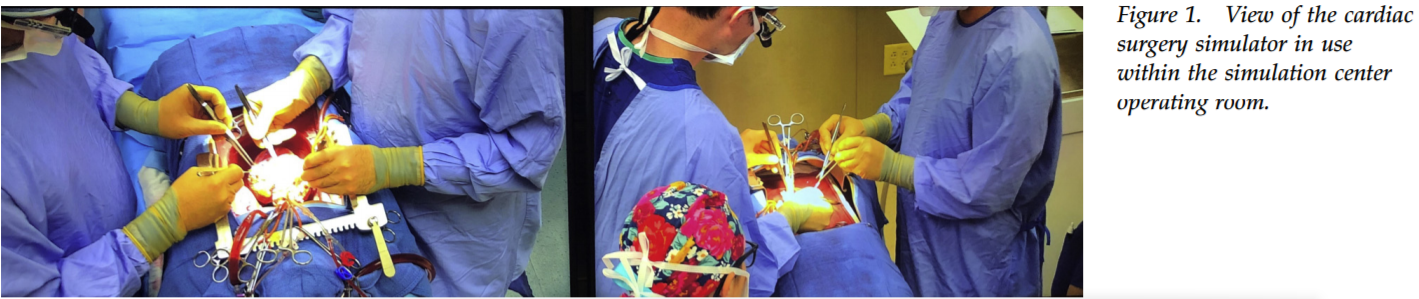 Figure 1. View of the cardiac
surgery simulator in use
within the simulation center
operating room.